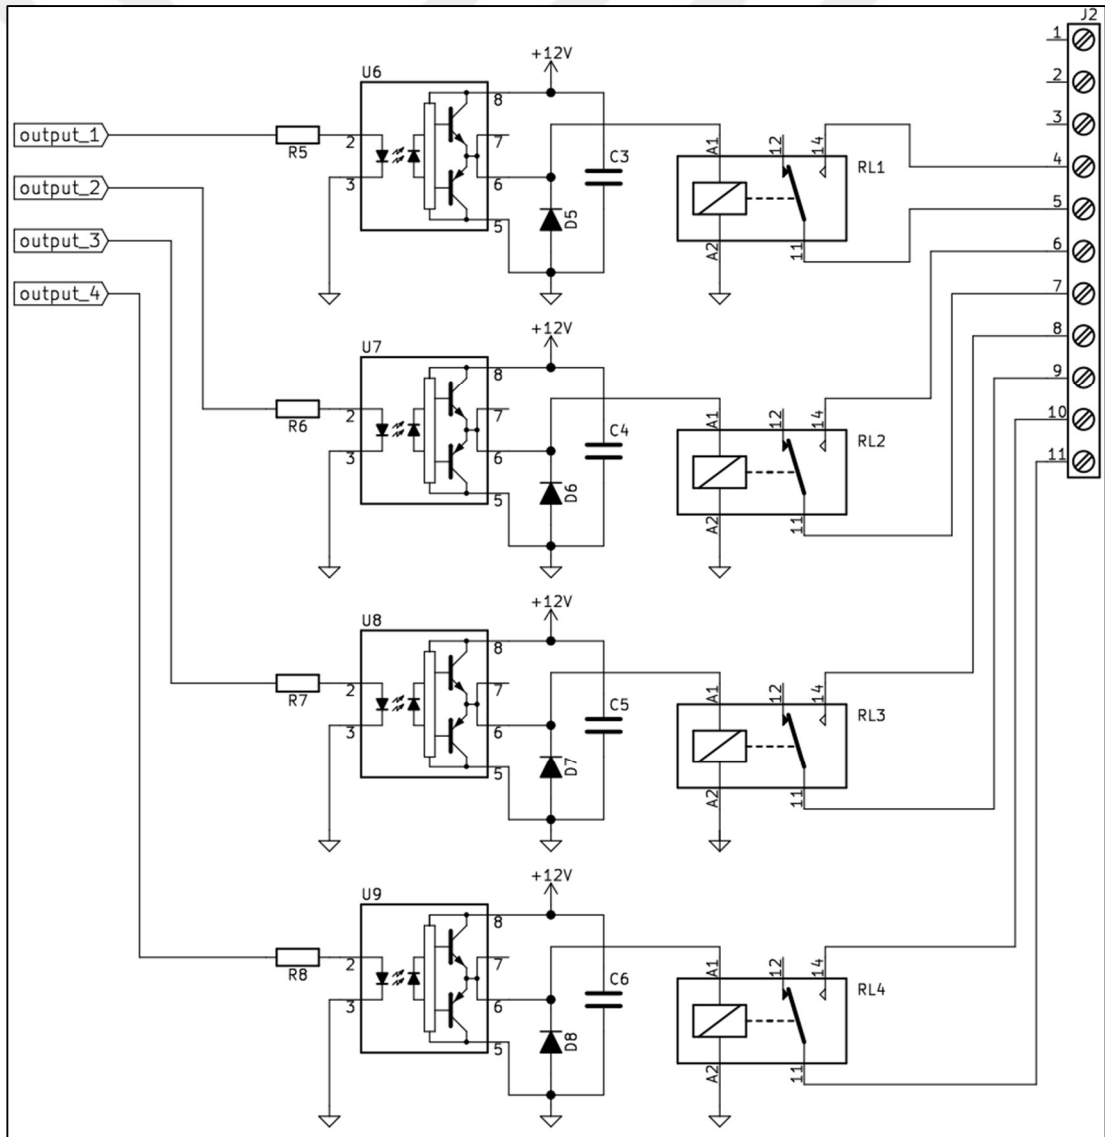 J2
1
2
3
4
5
6
7
8
9
10
11
output_1
output_2
output_3
output_4
R5
U6
2
3
8
7
6
5
+12V
C3
D5
A1
A2
12
14
11
RL1
R6
U7
2
3
8
7
6
5
+12V
C4
D6
A1
A2
12
14
11
RL2
R7
U8
2
3
8
7
6
5
+12V
C5
D7
A1
A2
12
14
11
RL3
R8
U9
2
3
8
7
6
5
+12V
C6
D8
A1
A2
12
14
11
RL4